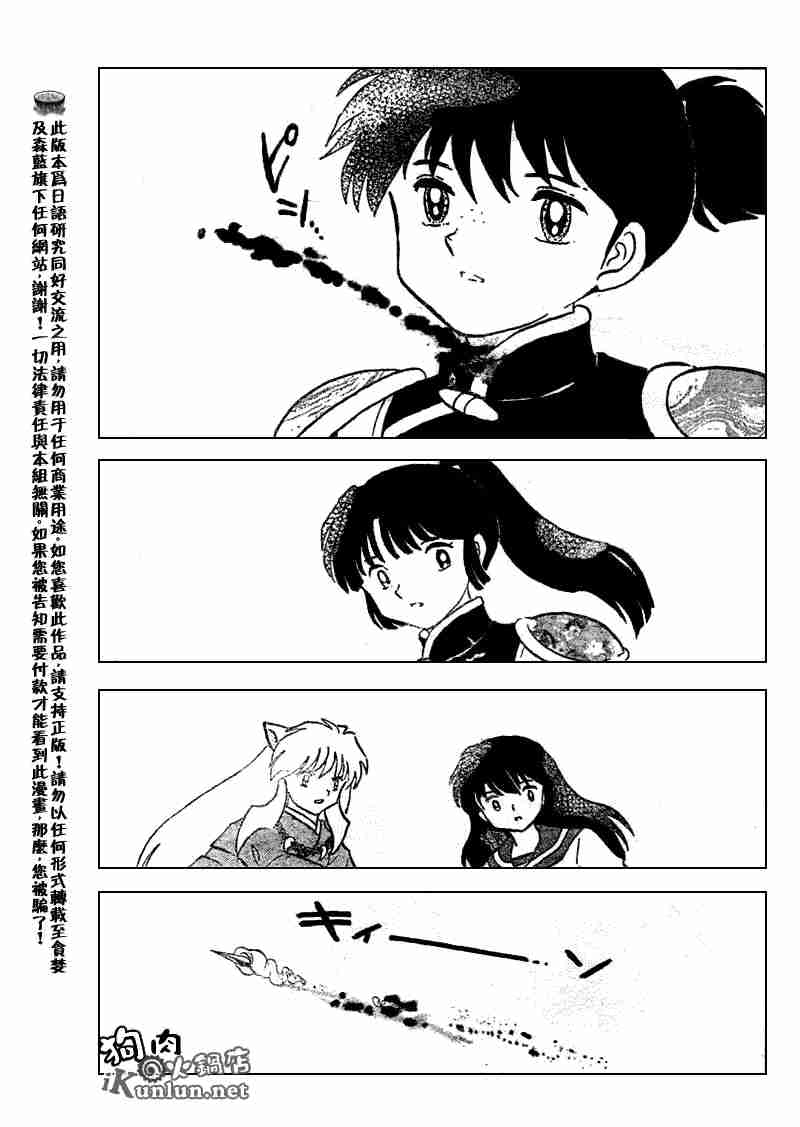 此版本爲日語研究同好交流之用，請勿用于任何商業用途。如您喜歡此作品，請支持正版！請勿以任何形式轉載至貪婪
及森藍旗下任何網站，謝謝！一切法律責任與本組無關。如果您被告知需要付款才能看到此漫畫，那麽，您被騙了！
ピ
ニ…
キィーン
狗肉
火鍋店
iKunlun.net